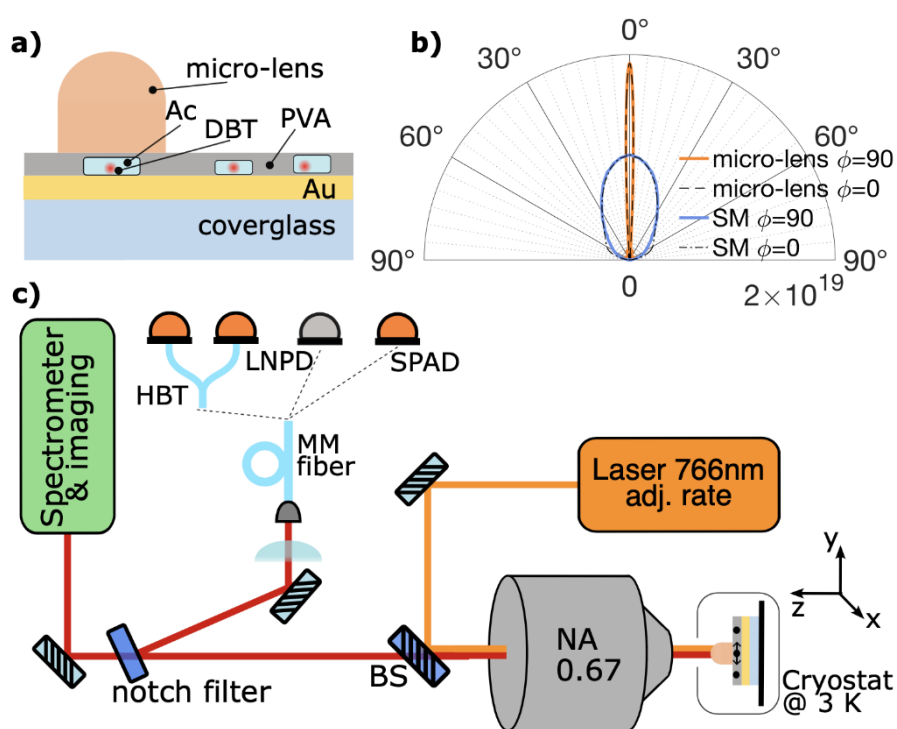 a)
micro-lens
Ac
DBT
PVA
Au
coverglass
b)
0°
30°
30°
60°
60°
90°
90°
0
2×10¹⁹
micro-lens ϕ=90
micro-lens ϕ=0
SM ϕ=90
SM ϕ=0
c)
Spectrometer
& imaging
HBT
LNPD
SPAD
MM
fiber
Laser 766nm
adj. rate
notch filter
BS
NA
0.67
y
z
x
Cryostat
@ 3 K